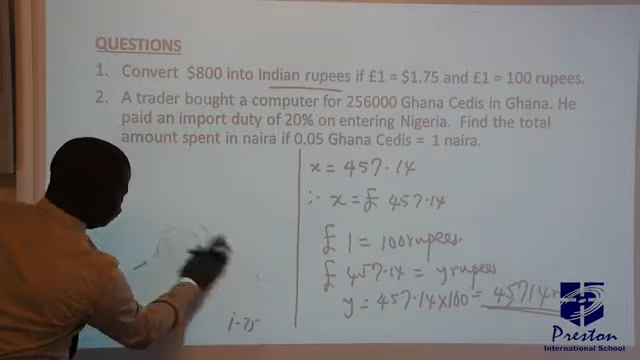 QUESTIONS
1. Convert $800 into Indian rupees if £1 = $1.75 and £1 = 100 rupees.
2. A trader bought a computer for 256000 Ghana Cedis in Ghana. He
paid an import duty of 20% on entering Nigeria. Find the total
amount spent in naira if 0.05 Ghana Cedis = 1 naira.
x = 457.14
∴ x = £ 457.14
£ 1 = 100 rupees.
£ 457.14 = y rupees
y = 457.14 x 100 = 45714
1.75
Preston
International School